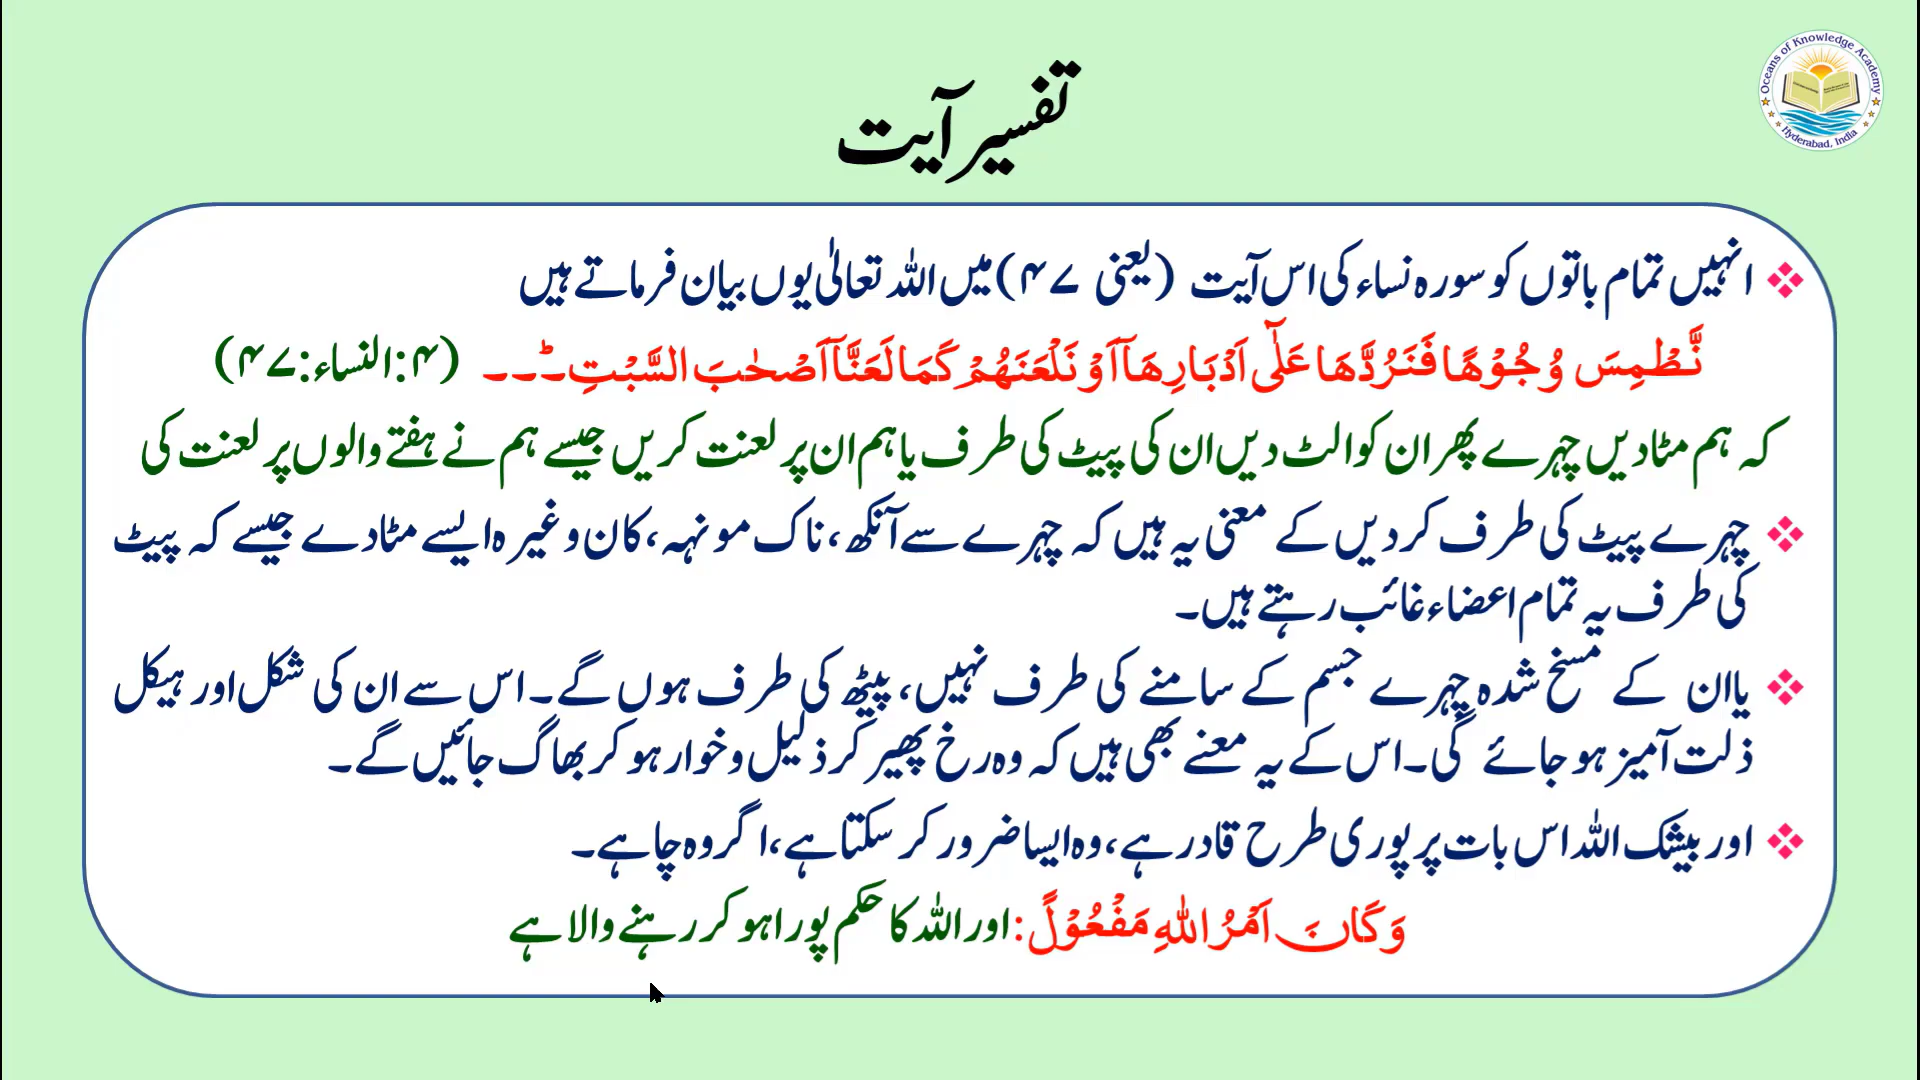 Oceans of Knowledge Academy
Hyderabad, India
تفسیر آیت
انہیں تمام باتوں کو سورہ نساء کی اس آیت (یعنی ۴۷) میں اللہ تعالیٰ یوں بیان فرماتے ہیں
نَّطْمِسَ وُجُوْهًا فَنَرُدَّهَا عَلٰٓى اَدْبَارِهَاۤ اَوْ نَلْعَنَهُمْ كَمَا لَعَنَّاۤ اَصْحٰبَ السَّبْتِ ؕ۔۔۔ (۴:النساء:۴۷)
کہ ہم مٹادیں چہرے پھر ان کو الٹ دیں ان کی پیٹ کی طرف یا ہم ان پر لعنت کریں جیسے ہم نے ہفتے والوں پر لعنت کی
چہرے پیٹ کی طرف کردیں کے معنی یہ ہیں کہ چہرے سے آنکھ، ناک مونہہ، کان وغیرہ ایسے مٹادے جیسے کہ پیٹ
کی طرف یہ تمام اعضاء غائب رہتے ہیں۔
یا ان کے مسخ شدہ چہرے جسم کے سامنے کی طرف نہیں، پیٹھ کی طرف ہوں گے۔ اس سے ان کی شکل اور ہیکل
ذلت آمیز ہو جائے گی۔ اس کے یہ معنے بھی ہیں کہ وہ رخ پھیر کر ذلیل و خوار ہو کر بھاگ جائیں گے۔
اور بیشک اللہ اس بات پر پوری طرح قادر ہے، وہ ایسا ضرور کر سکتا ہے، اگر وہ چاہے۔
وَكَانَ اَمْرُ اللّٰهِ مَفْعُوْلًا: اور اللہ کا حکم پورا ہو کر رہنے والا ہے